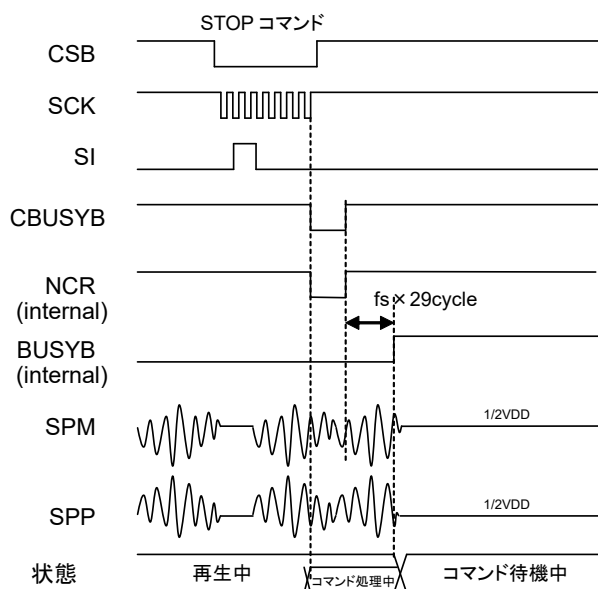 STOP コマンド
CSB
SCK
SI
CBUSYB
NCR
(internal)
fs×29cycle
BUSYB
(internal)
SPM
1/2VDD
SPP
1/2VDD
状態
再生中
コマンド処理中
コマンド待機中